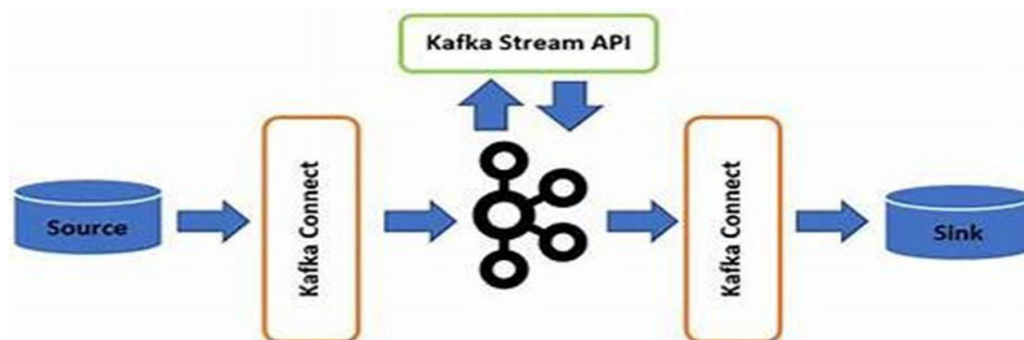 Kafka Stream API
Source
Kafka Connect
Kafka Connect
Sink